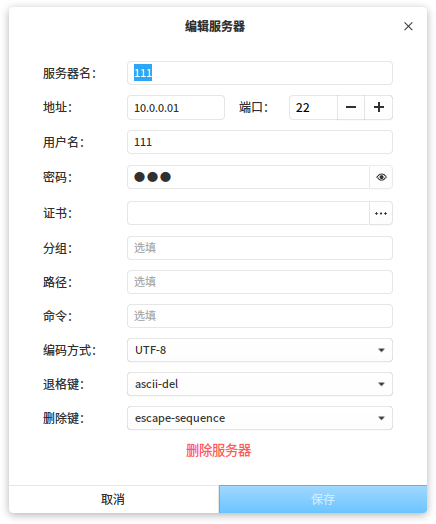 编辑服务器
服务器名： 111
地址： 10.0.0.01 端口： 22
用户名： 111
密码： ●●●
证书：
分组： 选填
路径： 选填
命令： 选填
编码方式： UTF-8
退格键： ascii-del
删除键： escape-sequence
删除服务器
取消 保存